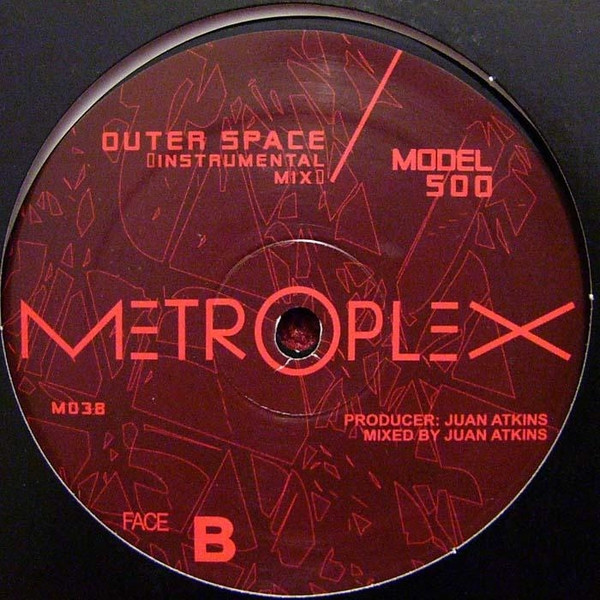 OUTER SPACE
[INSTRUMENTAL
MIX]
MODEL
500
METROPLEX
M038
PRODUCER: JUAN ATKINS
MIXED BY JUAN ATKINS
FACE B